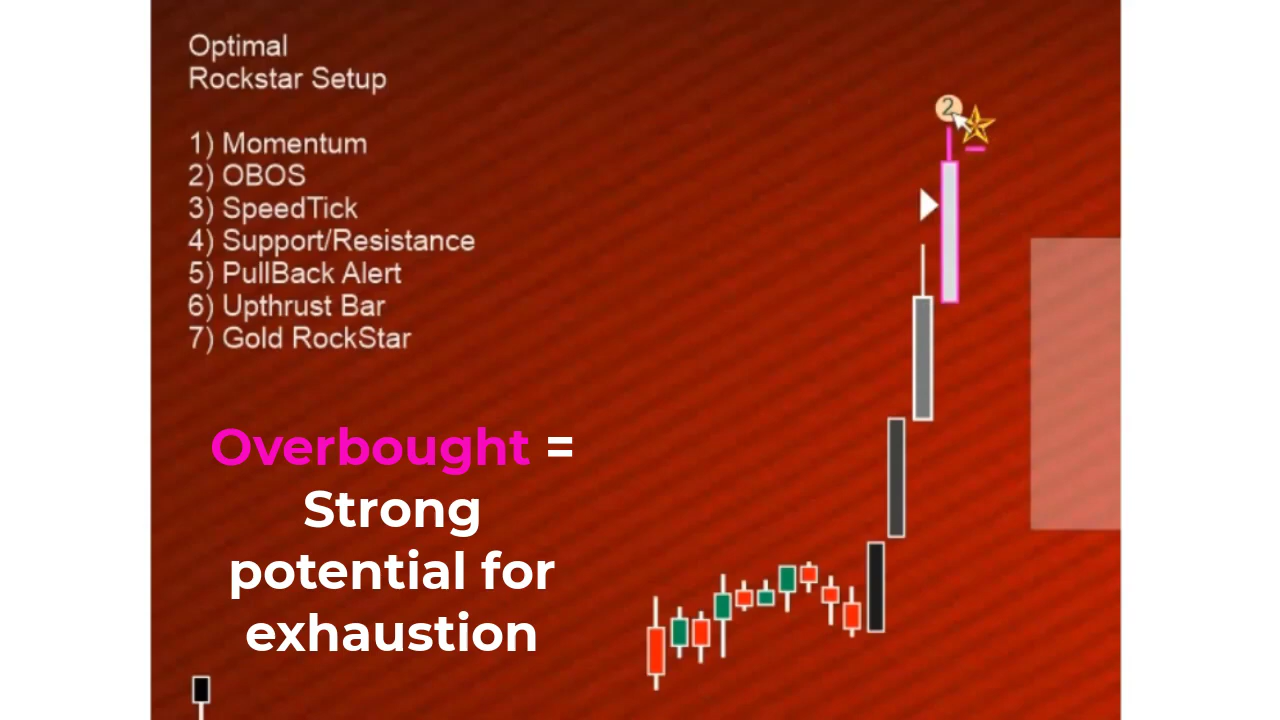 Optimal
Rockstar Setup
1) Momentum
2) OBOS
3) SpeedTick
4) Support/Resistance
5) PullBack Alert
6) Upthrust Bar
7) Gold RockStar
Overbought =
Strong
potential for
exhaustion
2